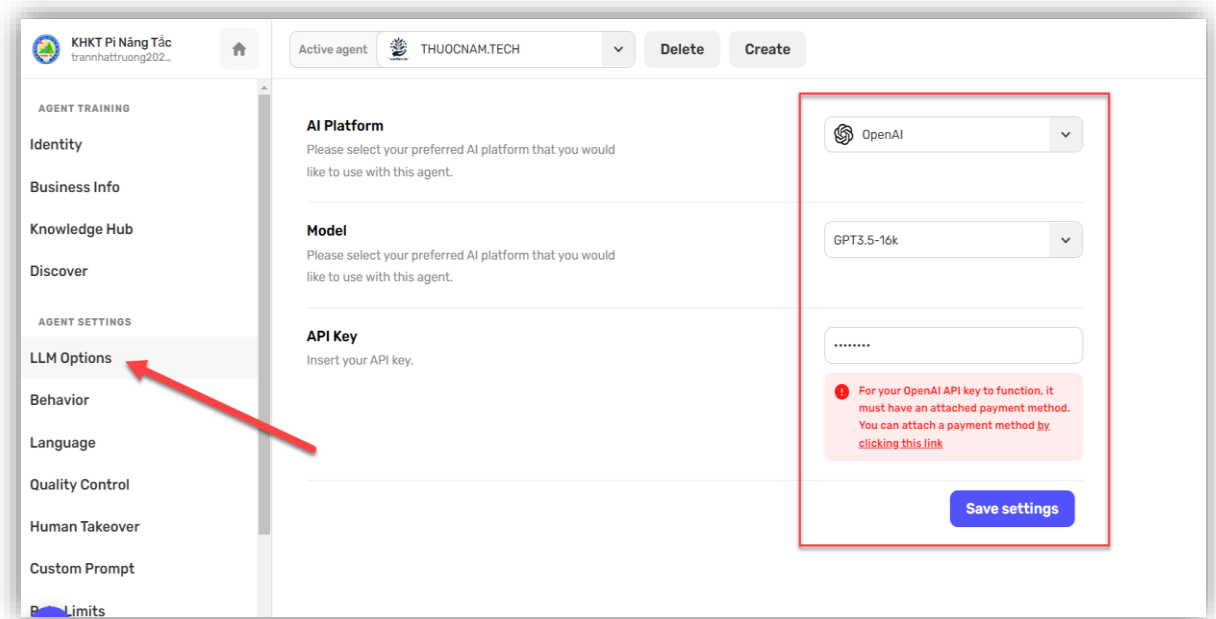 KHKT Pi Năng Tắc
trannhattruong202...
Active agent
THUOCNAM.TECH
Delete
Create
AGENT TRAINING
Identity
Business Info
Knowledge Hub
Discover
AGENT SETTINGS
LLM Options
Behavior
Language
Quality Control
Human Takeover
Custom Prompt
Limits
AI Platform
Please select your preferred AI platform that you would
like to use with this agent.
OpenAI
Model
Please select your preferred AI platform that you would
like to use with this agent.
GPT3.5-16k
API Key
Insert your API key.
••••••••
For your OpenAI API key to function, it
must have an attached payment method.
You can attach a payment method by
clicking this link
Save settings